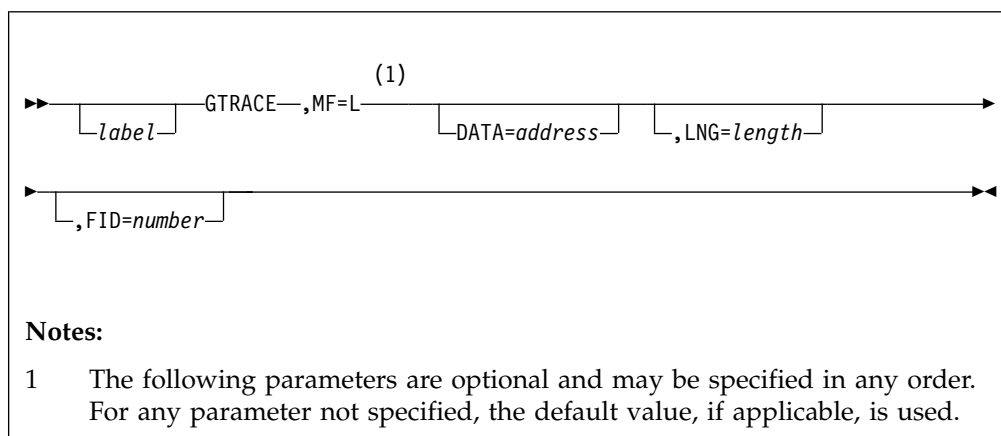 (1)
label GTRACE ,MF=L DATA=address ,LNG=length
,FID=number
Notes:
1 The following parameters are optional and may be specified in any order.
For any parameter not specified, the default value, if applicable, is used.